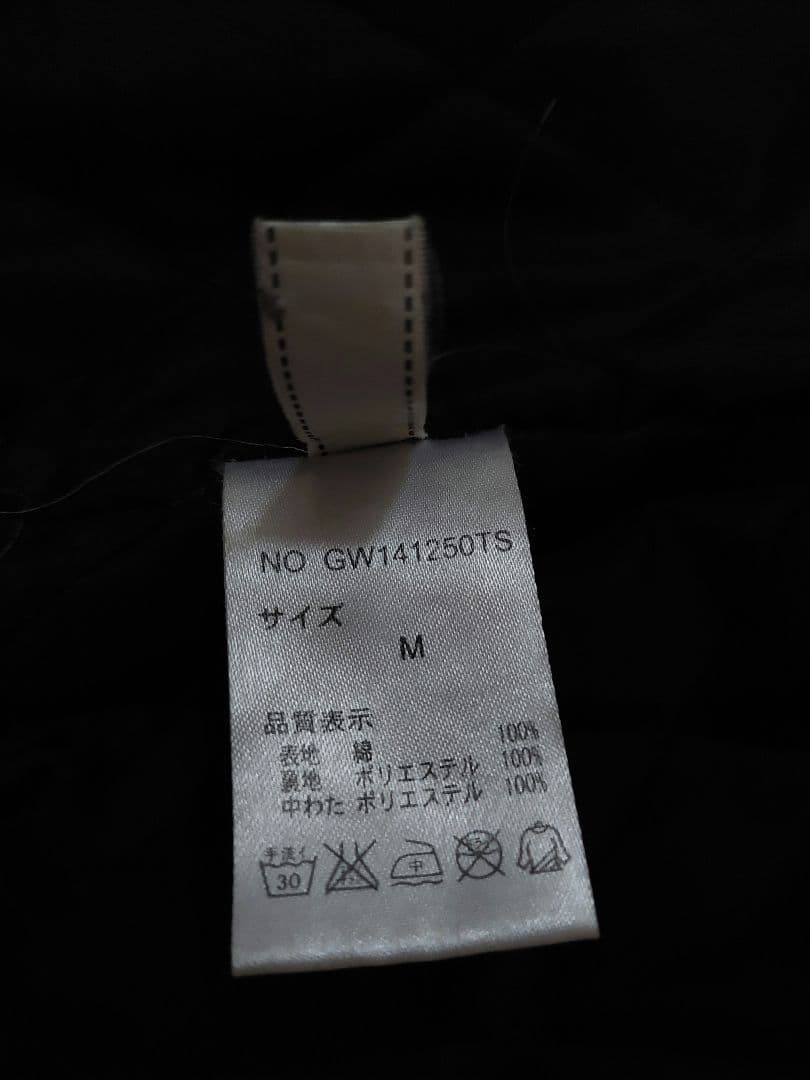 NO GW141250TS
サイズ
M
品質表示
表地 綿 100%
裏地 ポリエステル 100%
中わた ポリエステル 100%
手洗イ
30
中